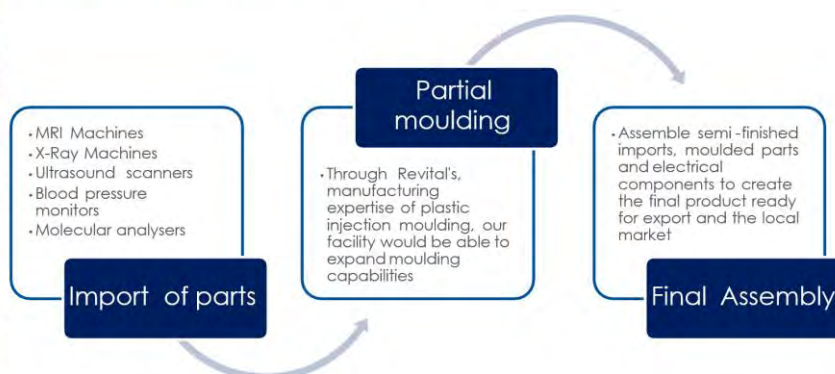 · MRI Machines
· X-Ray Machines
· Ultrasound scanners
· Blood pressure
monitors
· Molecular analysers
Import of parts
Partial
moulding
· Through Revital's,
manufacturing
expertise of plastic
injection moulding, our
facility would be able to
expand moulding
capabilities
· Assemble semi-finished
imports, moulded parts
and electrical
components to create
the final product ready
for export and the local
market
Final Assembly